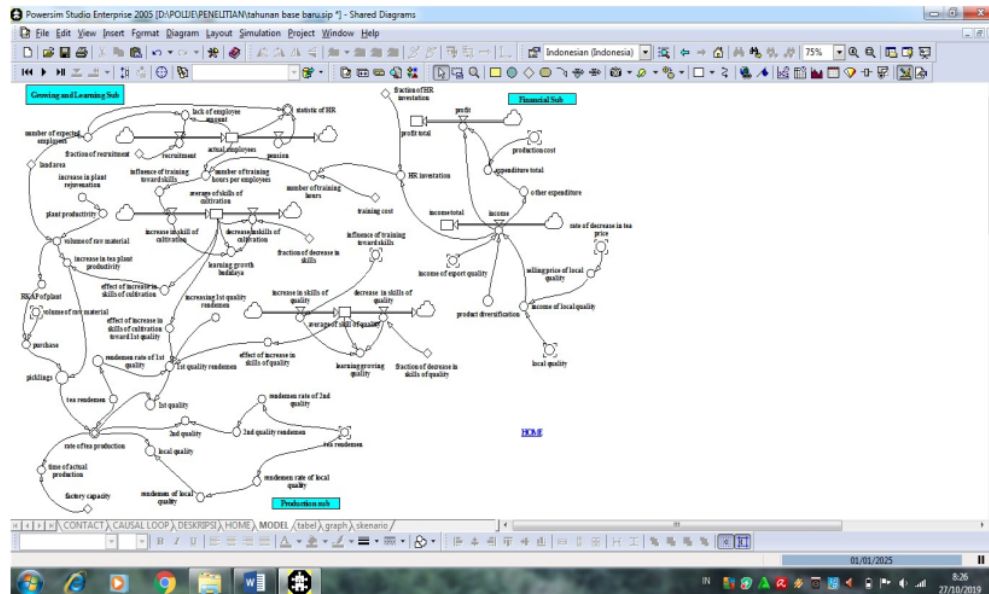 Powersim Studio Enterprise 2005 [D:\POLIJE\PENELITIAN\tahunan base baru.sip *] - Shared Diagrams
File Edit View Insert Format Diagram Layout Simulation Project Window Help
Indonesian (Indonesia)
75%
Growing and Learning Sub
Financial Sub
fraction of HR
investation
profit
profit total
production cost
appenditure total
other expenditure
HR investation
income total
income
rate of decrease in tea
price
selling price of local
quality
income of export quality
product diversification
income of local quality
local quality
lack of employee
amount
statistic of HR
number of expected
employees
fraction of recruitment
recruitment
actual employees
pension
land area
increase in plant
rejuvenation
influence of training
toward skills
number of training
hours per employees
number of training
hours
training cost
average of skills of
cultivation
plant productivity
increase in skill of
cultivation
decrease in skills of
cultivation
fraction of decrease in
skills
learning growth
budidaya
influence of training
toward skills
volume of raw material
increase in tea plant
productivity
effect of increase in
skills of cultivation
RKAP of plant
volume of raw material
increasing 1st quality
rendemen
increase in skills of
quality
decrease in skills of
quality
average of skill of quality
effect of increase in
skills of cultivation
toward 1st quality
effect of increase in
skills of quality
learning growing
quality
fraction of decrease in
skills of quality
purchase
rendemen rate of 1st
quality
1st quality rendemen
picklings
tea rendemen
1st quality
rendemen rate of 2nd
quality
2nd quality
2nd quality rendemen
tea rendemen
rate of tea production
local quality
time of actual
production
rendemen rate of local
quality
rendemen of local
quality
factory capacity
Production sub
HOME
CONTACT CAUSAL LOOP DESKRIPSI HOME MODEL tabel graph skenario
B I U
01/01/2025
IN
8:26
27/10/2019